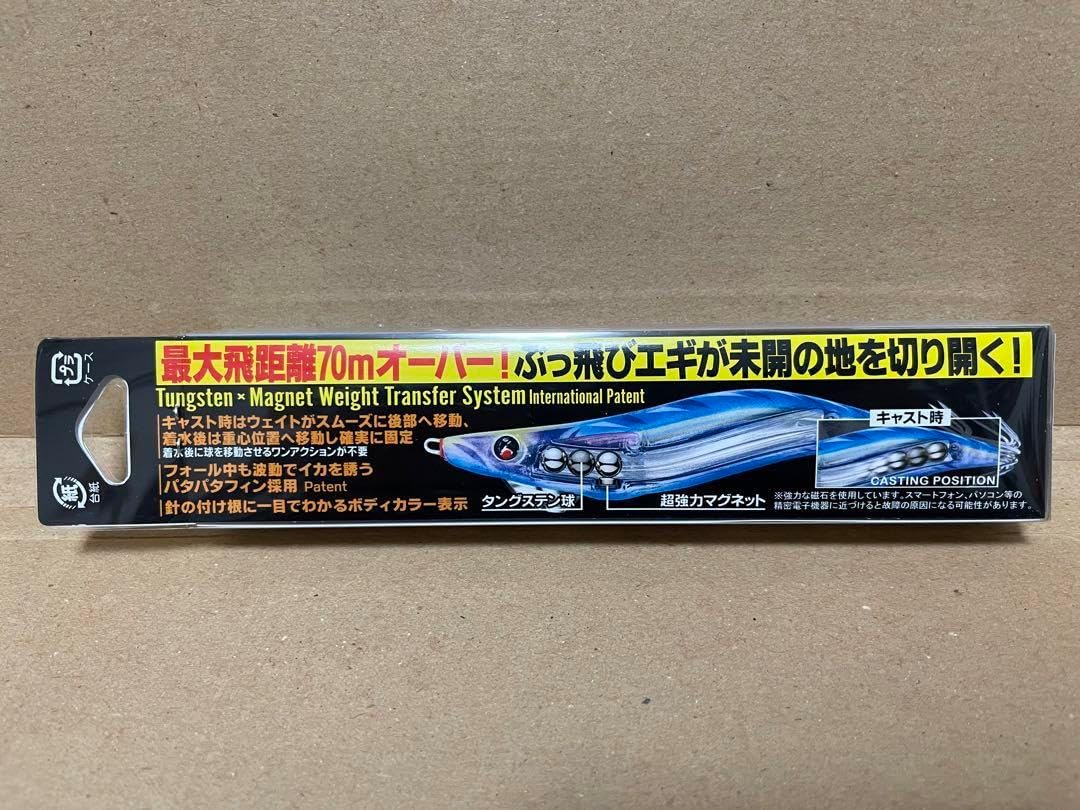 最大飛距離70mオーバー!ぶっ飛びエギが未開の地を切り開く!
Tungsten × Magnet Weight Transfer System International Patent
キャスト時はウェイトがスムーズに後部へ移動、
着水後は重心位置へ移動し確実に固定
着水後に球を移動させるワンアクションが不要
フォール中も波動でイカを誘う
パタパタフィン採用 Patent
針の付け根に一目でわかるボディカラー表示
タングステン球
超強力マグネット
キャスト時
CASTING POSITION
※強力な磁石を使用しています。スマートフォン、パソコン等の
精密電子機器に近づけると故障の原因になる可能性があります。
プラ
ケース
紙
台紙